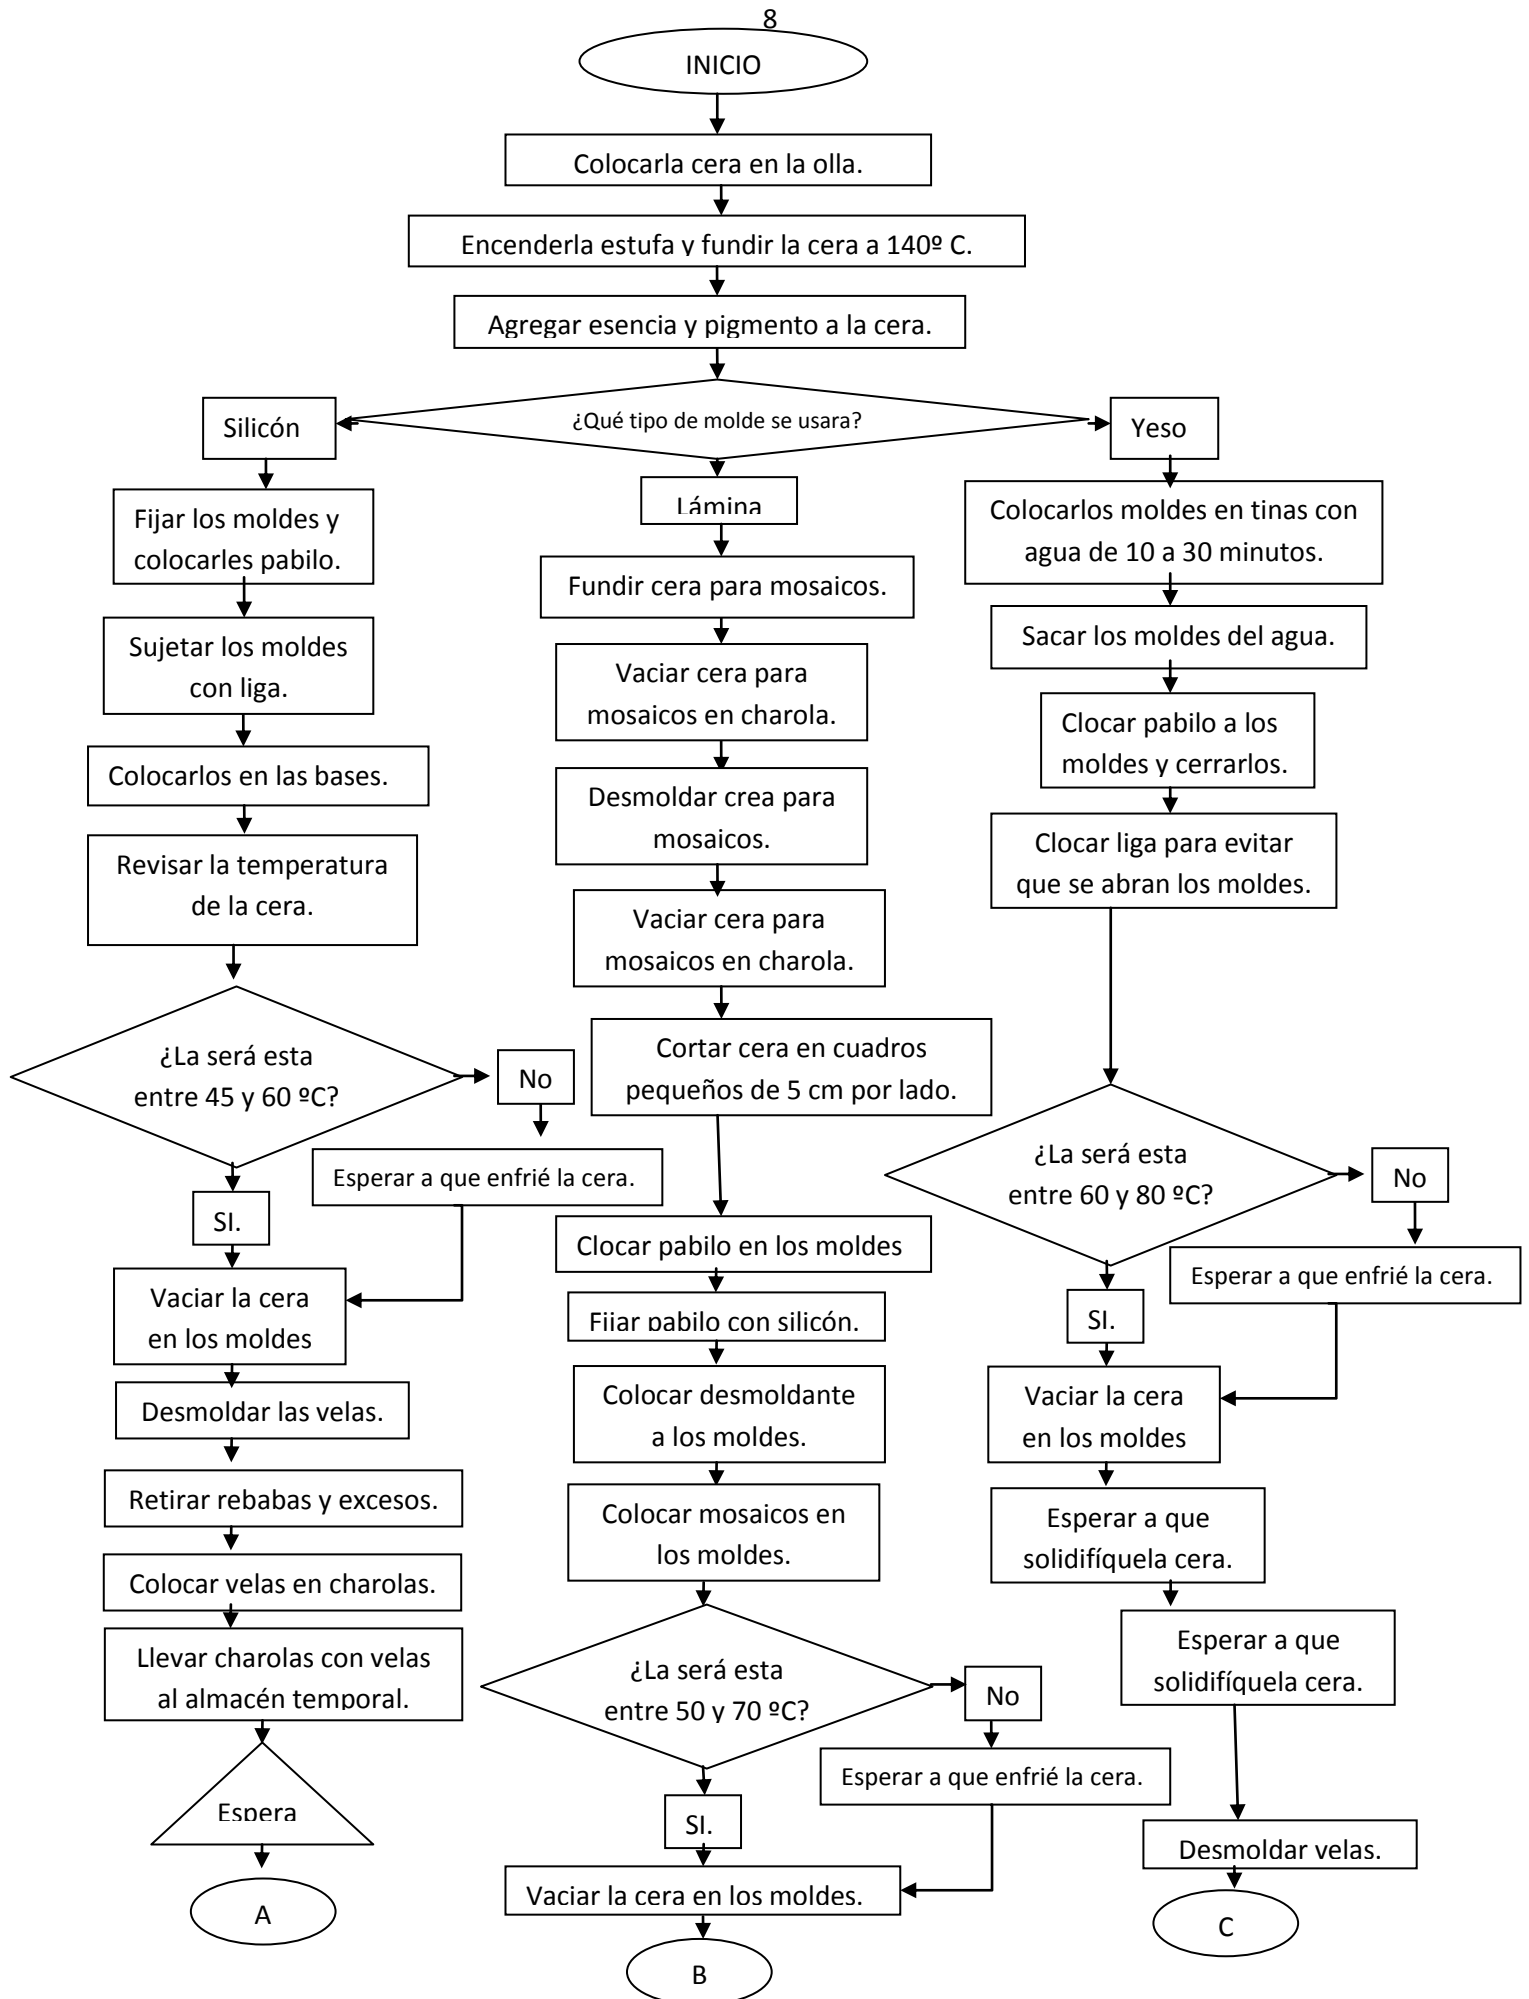 8
INICIO
Colocarla cera en la olla.
Encenderla estufa y fundir la cera a 140º C.
Agregar esencia y pigmento a la cera.
¿Qué tipo de molde se usara?
Silicón
Fijar los moldes y
colocarles pabilo.
Sujetar los moldes
con liga.
Colocarlos en las bases.
Revisar la temperatura
de la cera.
¿La será esta
entre 45 y 60 ºC?
No
Esperar a que enfrié la cera.
SI.
Vaciar la cera
en los moldes
Desmoldar las velas.
Retirar rebabas y excesos.
Colocar velas en charolas.
Llevar charolas con velas
al almacén temporal.
Espera
A
Lámina
Fundir cera para mosaicos.
Vaciar cera para
mosaicos en charola.
Desmoldar crea para
mosaicos.
Vaciar cera para
mosaicos en charola.
Cortar cera en cuadros
pequeños de 5 cm por lado.
Clocar pabilo en los moldes
Fijar pabilo con silicón.
Colocar desmoldante
a los moldes.
Colocar mosaicos en
los moldes.
¿La será esta
entre 50 y 70 ºC?
No
Esperar a que enfrié la cera.
SI.
Vaciar la cera en los moldes.
B
Yeso
Colocarlos moldes en tinas con
agua de 10 a 30 minutos.
Sacar los moldes del agua.
Clocar pabilo a los
moldes y cerrarlos.
Clocar liga para evitar
que se abran los moldes.
¿La será esta
entre 60 y 80 ºC?
No
Esperar a que enfrié la cera.
SI.
Vaciar la cera
en los moldes
Esperar a que
solidifíquela cera.
Esperar a que
solidifíquela cera.
Desmoldar velas.
C